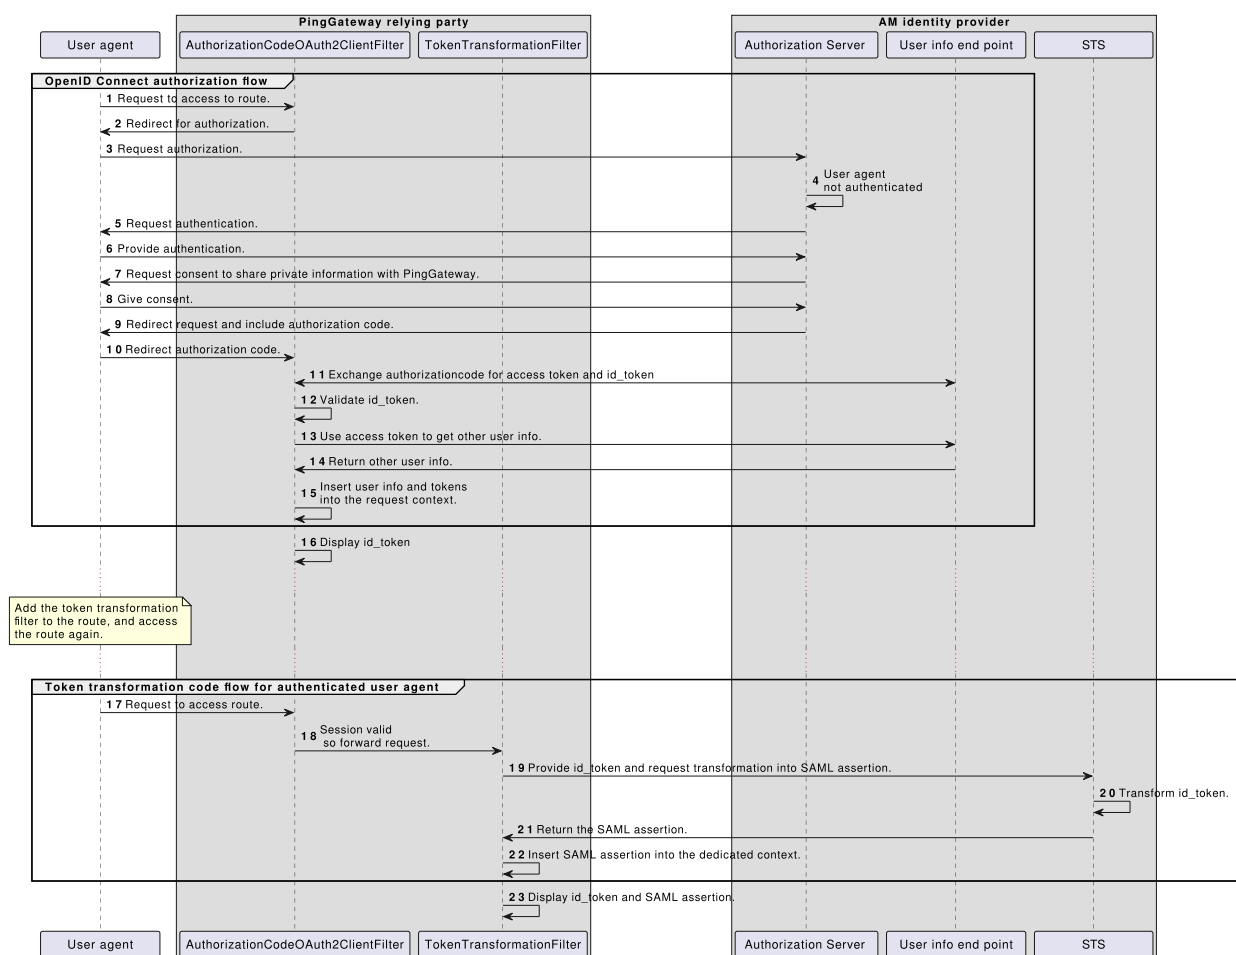 PingGateway relying party
AM identity provider
User agent
AuthorizationCodeOAuth2ClientFilter
TokenTransformationFilter
Authorization Server
User info end point
STS
OpenID Connect authorization flow
1 Request to access to route.
2 Redirect for authorization.
3 Request authorization.
4 User agent
not authenticated
5 Request authentication.
6 Provide authentication.
7 Request consent to share private information with PingGateway.
8 Give consent.
9 Redirect request and include authorization code.
10 Redirect authorization code.
11 Exchange authorizationcode for access token and id_token
12 Validate id_token.
13 Use access token to get other user info.
14 Return other user info.
15 Insert user info and tokens
into the request context.
16 Display id_token
Add the token transformation
filter to the route, and access
the route again.
Token transformation code flow for authenticated user agent
17 Request to access route.
18 Session valid
so forward request.
19 Provide id_token and request transformation into SAML assertion.
20 Transform id_token.
21 Return the SAML assertion.
22 Insert SAML assertion into the dedicated context.
23 Display id_token and SAML assertion.
User agent
AuthorizationCodeOAuth2ClientFilter
TokenTransformationFilter
Authorization Server
User info end point
STS